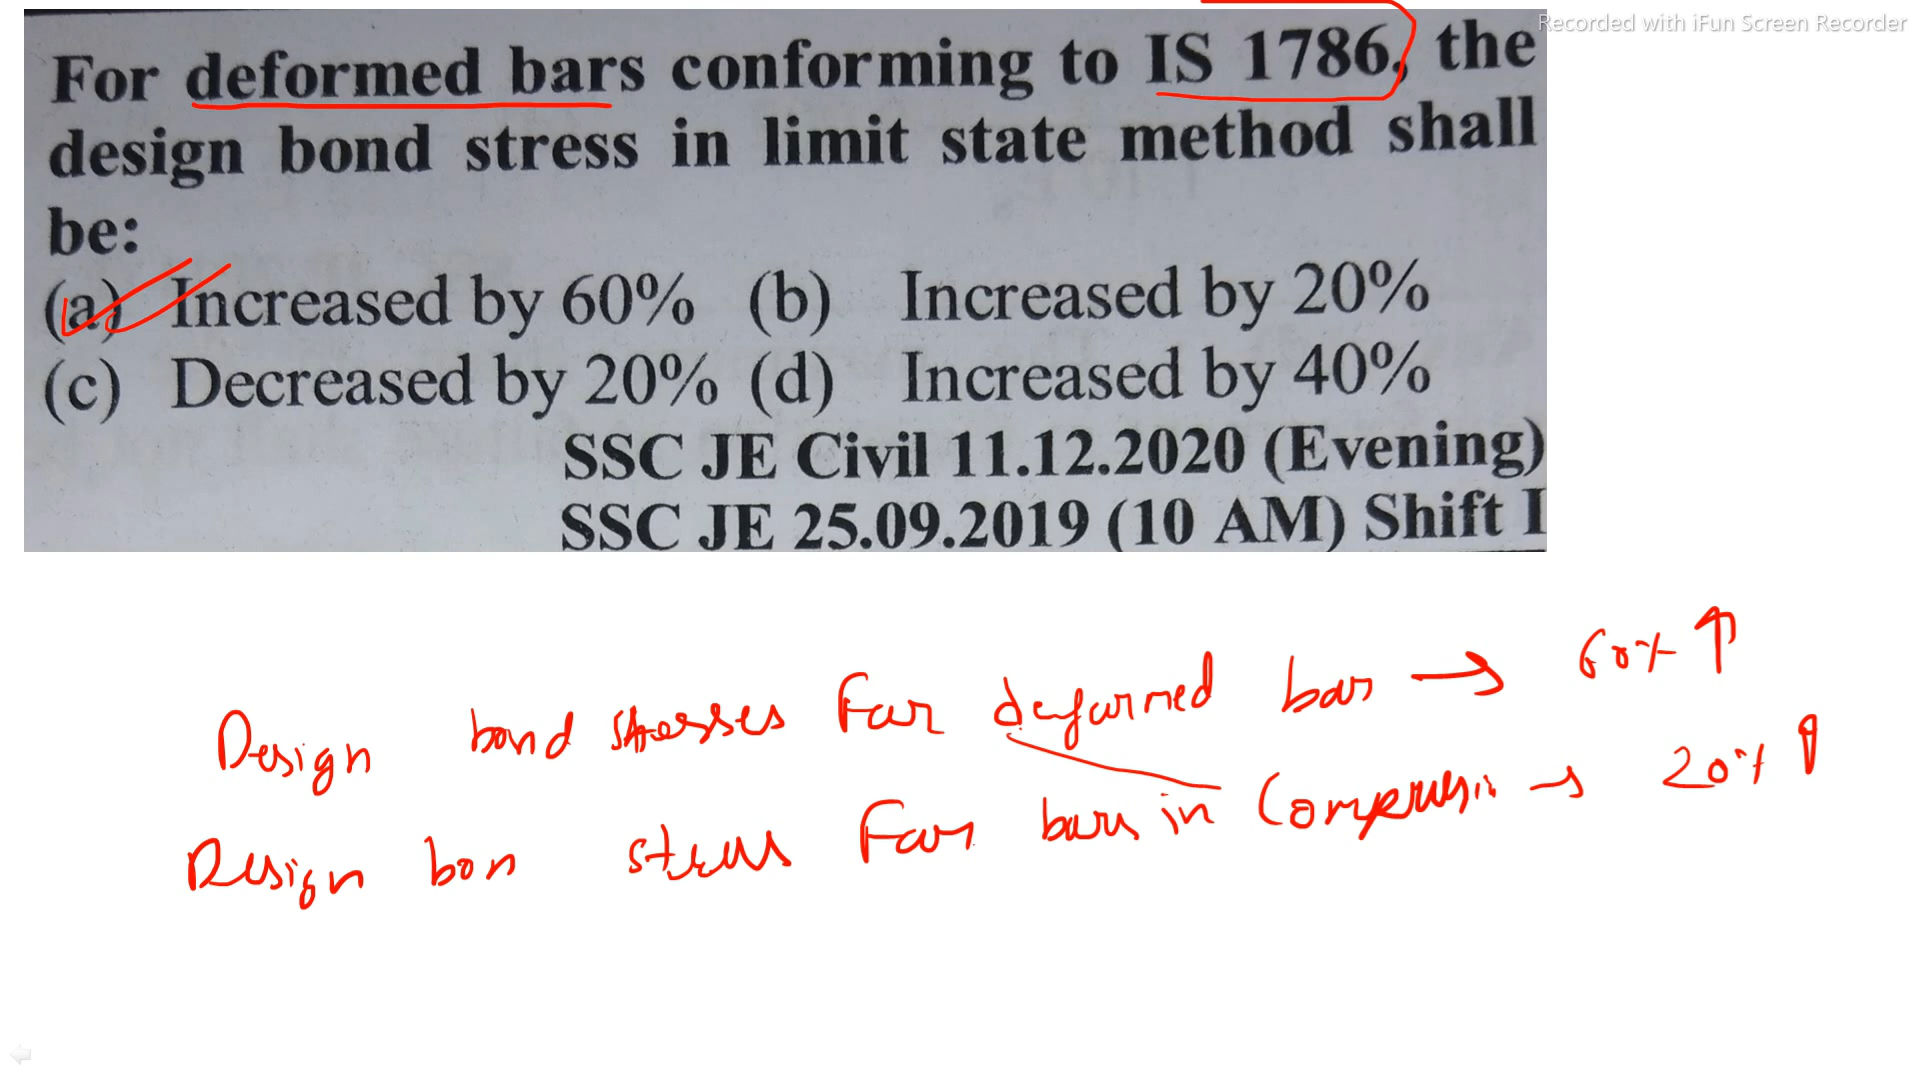 Recorded with iFun Screen Recorder
For deformed bars conforming to IS 1786, the
design bond stress in limit state method shall
be:
(a) Increased by 60% (b) Increased by 20%
(c) Decreased by 20% (d) Increased by 40%
SSC JE Civil 11.12.2020 (Evening)
SSC JE 25.09.2019 (10 AM) Shift I
Design bond stresses For deformed bar → 60% ↑
Design bon stress For bars in Compression → 20% ↑